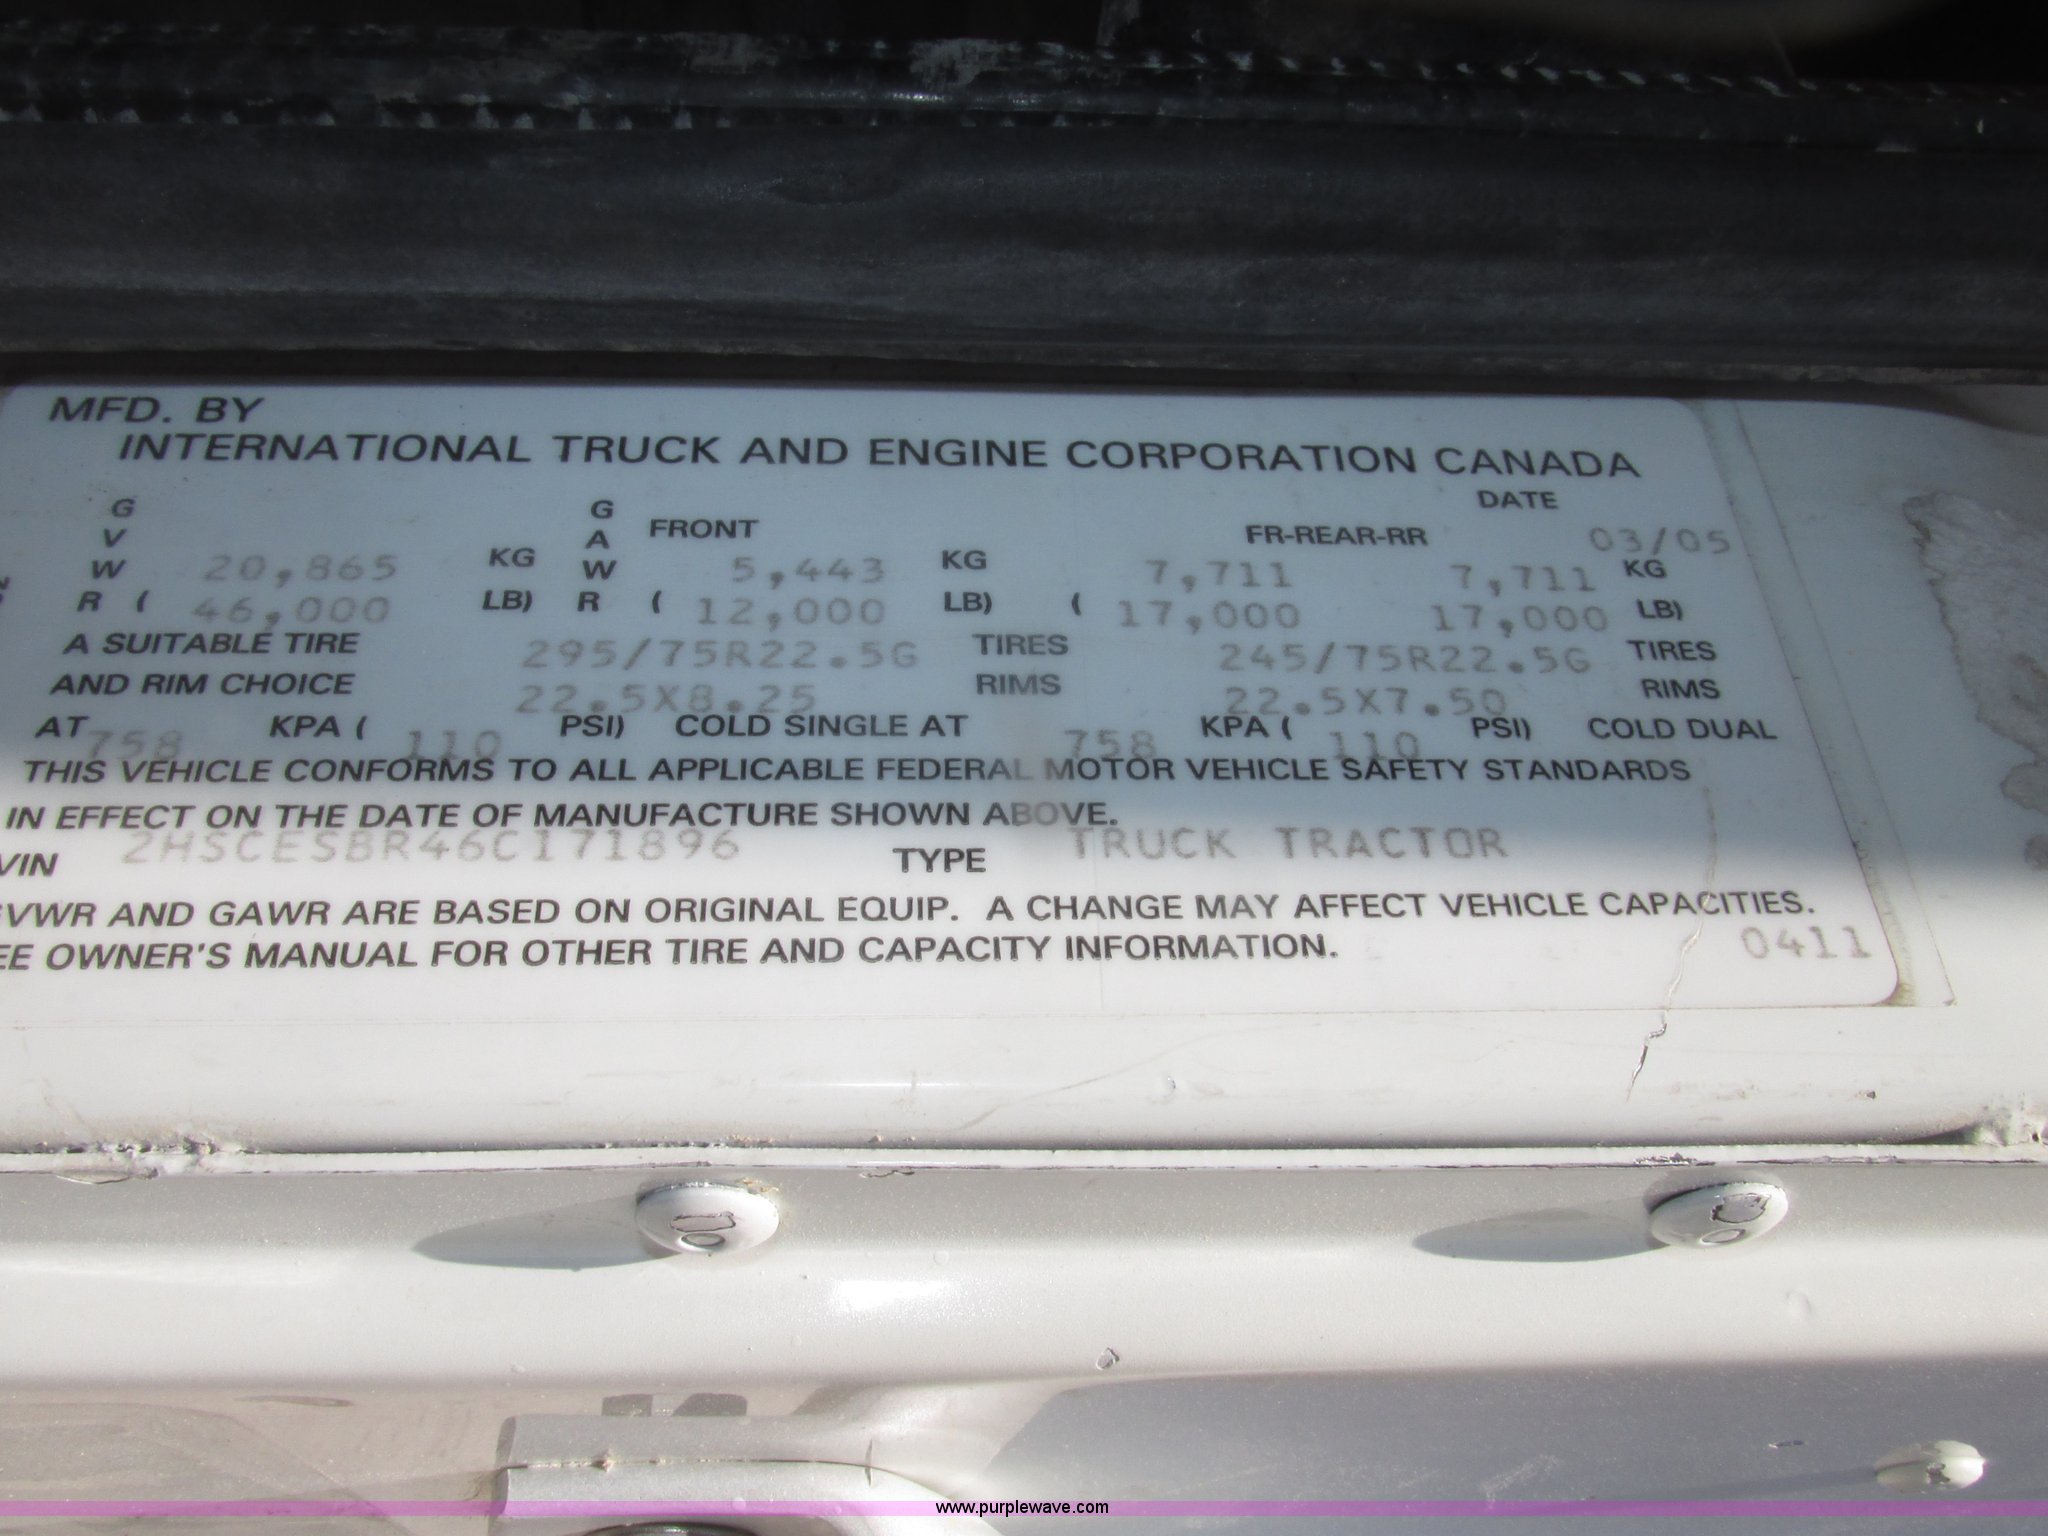 MFD. BY
INTERNATIONAL TRUCK AND ENGINE CORPORATION CANADA
G G DATE
V A FRONT FR-REAR-RR 03/05
W 20,865 KG W 5,443 KG 7,711 7,711 KG
R ( 46,000 LB) R ( 12,000 LB) ( 17,000 17,000 LB)
A SUITABLE TIRE 295/75R22.5G TIRES 245/75R22.5G TIRES
AND RIM CHOICE 22.5X8.25 RIMS 22.5X7.50 RIMS
AT 758 KPA ( 110 PSI) COLD SINGLE AT 758 KPA ( 110 PSI) COLD DUAL
THIS VEHICLE CONFORMS TO ALL APPLICABLE FEDERAL MOTOR VEHICLE SAFETY STANDARDS
IN EFFECT ON THE DATE OF MANUFACTURE SHOWN ABOVE.
VIN 2HSCESBR46C171896 TYPE TRUCK TRACTOR
GVWR AND GAWR ARE BASED ON ORIGINAL EQUIP. A CHANGE MAY AFFECT VEHICLE CAPACITIES.
EE OWNER'S MANUAL FOR OTHER TIRE AND CAPACITY INFORMATION. 0411
www.purplewave.com